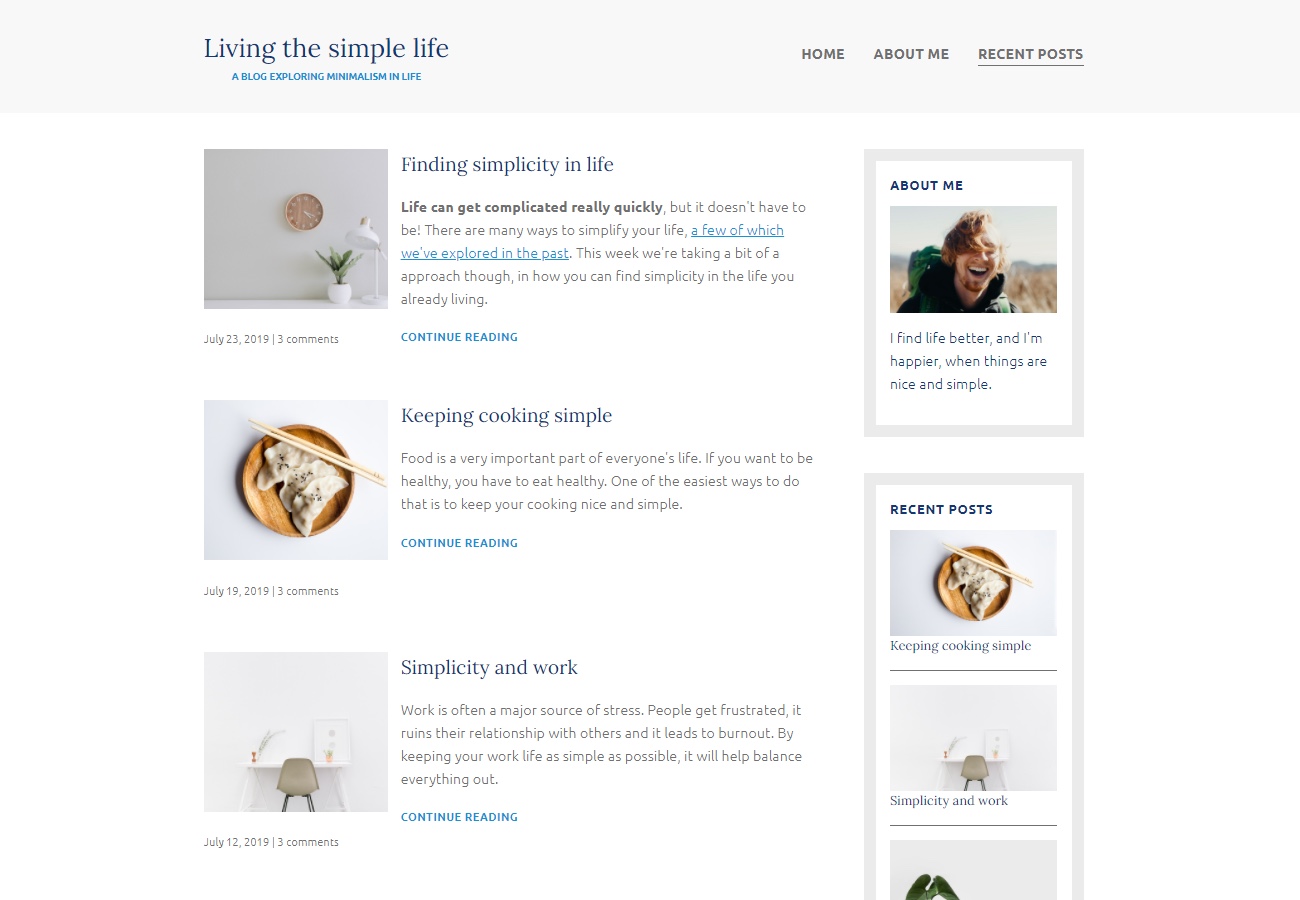 Living the simple life
A BLOG EXPLORING MINIMALISM IN LIFE
HOME
ABOUT ME
RECENT POSTS
Finding simplicity in life
Life can get complicated really quickly, but it doesn't have to
be! There are many ways to simplify your life, a few of which
we've explored in the past. This week we're taking a bit of a
approach though, in how you can find simplicity in the life you
already living.
CONTINUE READING
July 23, 2019 | 3 comments
Keeping cooking simple
Food is a very important part of everyone's life. If you want to be
healthy, you have to eat healthy. One of the easiest ways to do
that is to keep your cooking nice and simple.
CONTINUE READING
July 19, 2019 | 3 comments
Simplicity and work
Work is often a major source of stress. People get frustrated, it
ruins their relationship with others and it leads to burnout. By
keeping your work life as simple as possible, it will help balance
everything out.
CONTINUE READING
July 12, 2019 | 3 comments
ABOUT ME
I find life better, and I'm
happier, when things are
nice and simple.
RECENT POSTS
Keeping cooking simple
Simplicity and work